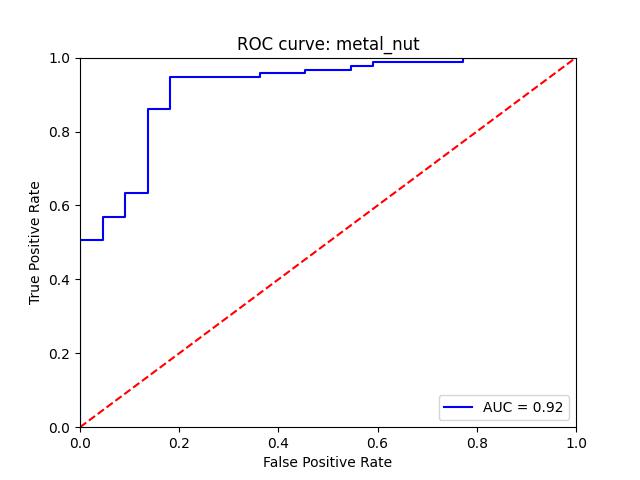 ROC curve: metal_nut
1.0
0.8
0.6
0.4
0.2
0.0
True Positive Rate
AUC = 0.92
0.0 0.2 0.4 0.6 0.8 1.0
False Positive Rate